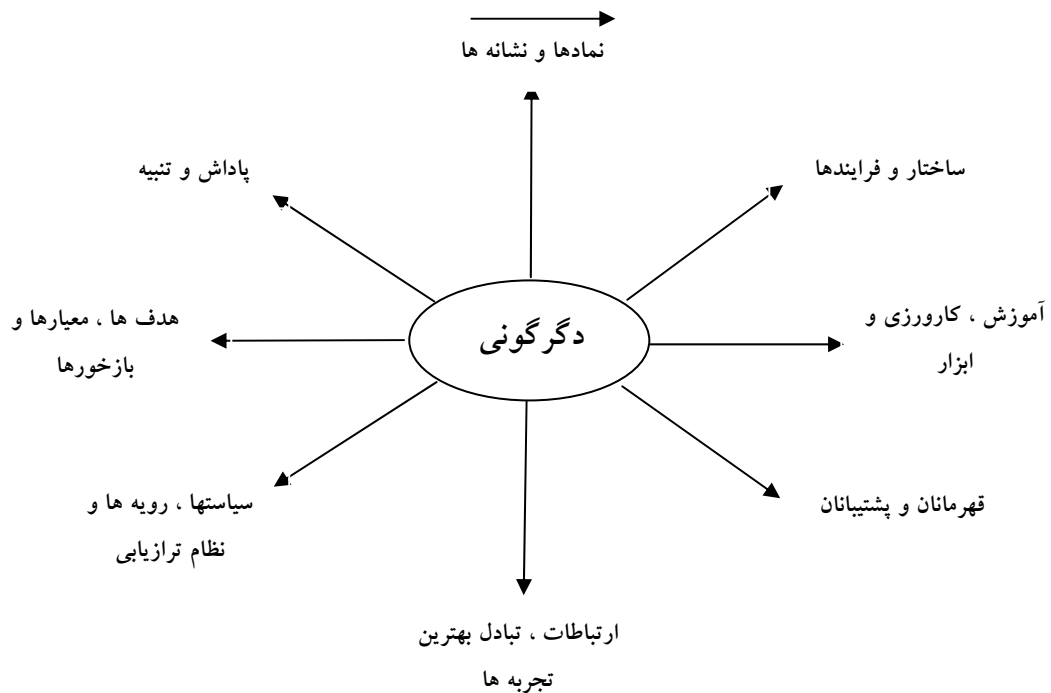 نمادها و نشانه ها
ساختار و فرایندها
پاداش و تنبیه
آموزش ، کارورزی و
ابزار
هدف ها ، معیارها و
بازخورها
دگرگونی
قهرمانان و پشتیبانان
سیاستها ، رویه ها و
نظام ترازیابی
ارتباطات ، تبادل بهترین
تجربه ها